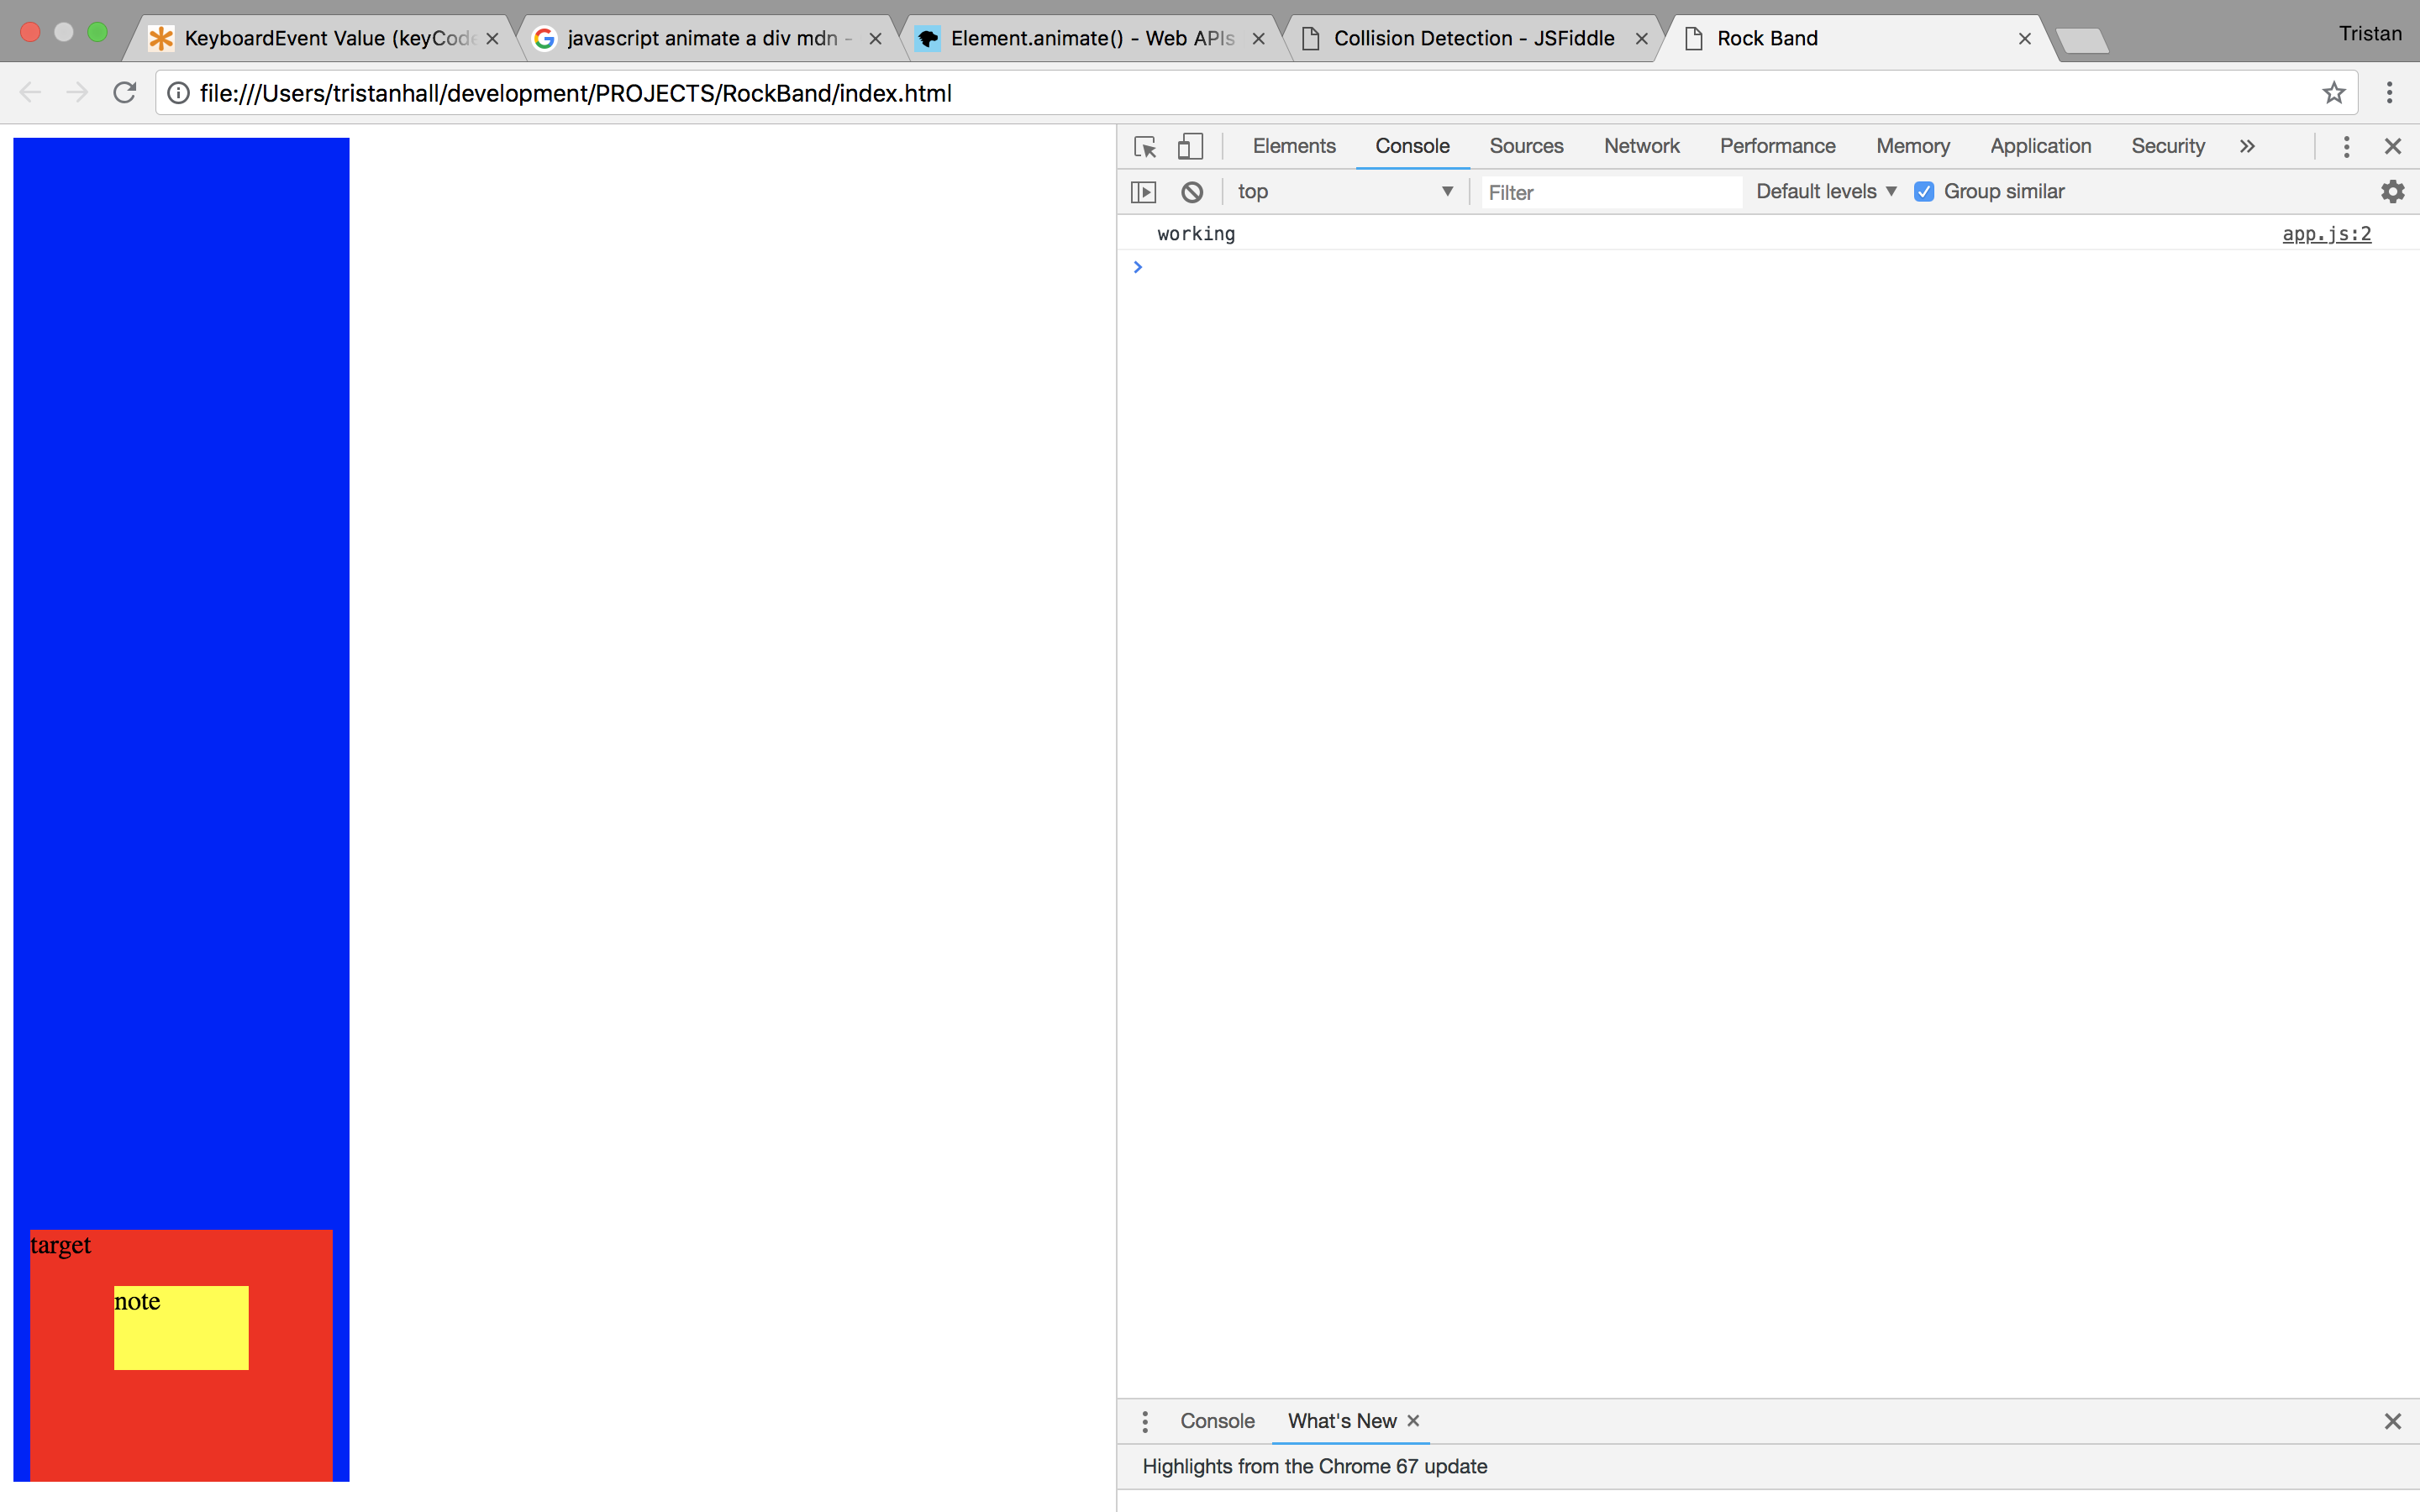 KeyboardEvent Value (keyCode
javascript animate a div mdn -
Element.animate() - Web APIs
Collision Detection - JSFiddle
Rock Band
Tristan
file:///Users/tristanhall/development/PROJECTS/RockBand/index.html
Elements Console Sources Network Performance Memory Application Security
top Filter Default levels Group similar
working app.js:2
target
note
Console What's New
Highlights from the Chrome 67 update